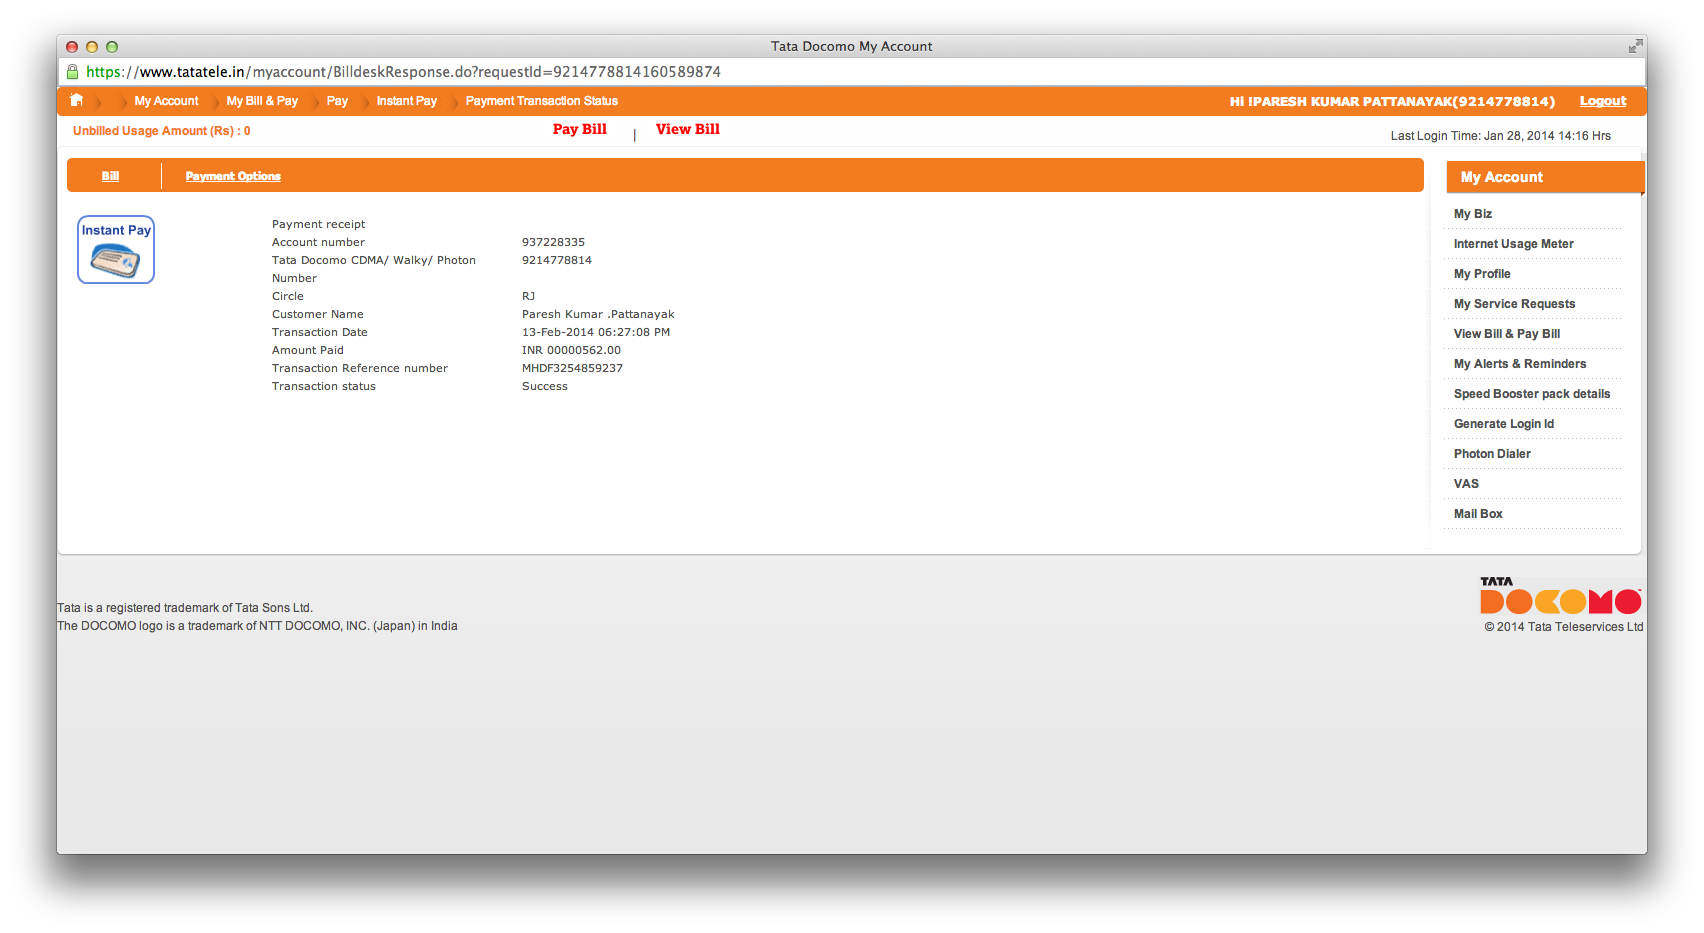 Tata Docomo My Account
https://www.tatatele.in/myaccount/BilldeskResponse.do?requestId=9214778814160589874
My Account My Bill & Pay Pay Instant Pay Payment Transaction Status Hi !PARESH KUMAR PATTANAYAK(9214778814) Logout
Unbilled Usage Amount (Rs) : 0 Pay Bill | View Bill Last Login Time: Jan 28, 2014 14:16 Hrs
Bill Payment Options
Instant Pay
Payment receipt
Account number 937228335
Tata Docomo CDMA/ Walky/ Photon 9214778814
Number
Circle RJ
Customer Name Paresh Kumar .Pattanayak
Transaction Date 13-Feb-2014 06:27:08 PM
Amount Paid INR 00000562.00
Transaction Reference number MHDF3254859237
Transaction status Success
My Account
My Biz
Internet Usage Meter
My Profile
My Service Requests
View Bill & Pay Bill
My Alerts & Reminders
Speed Booster pack details
Generate Login Id
Photon Dialer
VAS
Mail Box
Tata is a registered trademark of Tata Sons Ltd.
The DOCOMO logo is a trademark of NTT DOCOMO, INC. (Japan) in India
TATA
DOCOMO
© 2014 Tata Teleservices Ltd